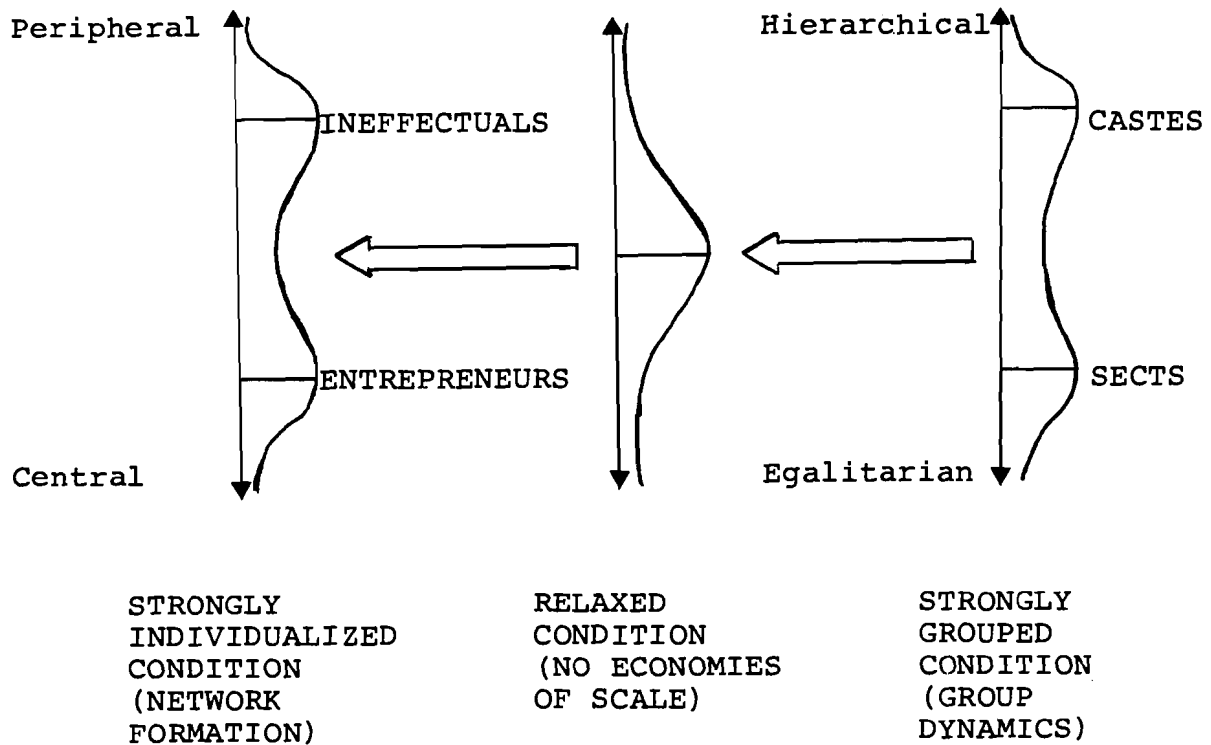 Peripheral
Hierarchical
INEFFECTUALS
CASTES
ENTREPRENEURS
SECTS
Central
Egalitarian
STRONGLY
INDIVIDUALIZED
CONDITION
(NETWORK
FORMATION)
RELAXED
CONDITION
(NO ECONOMIES
OF SCALE)
STRONGLY
GROUPED
CONDITION
(GROUP
DYNAMICS)